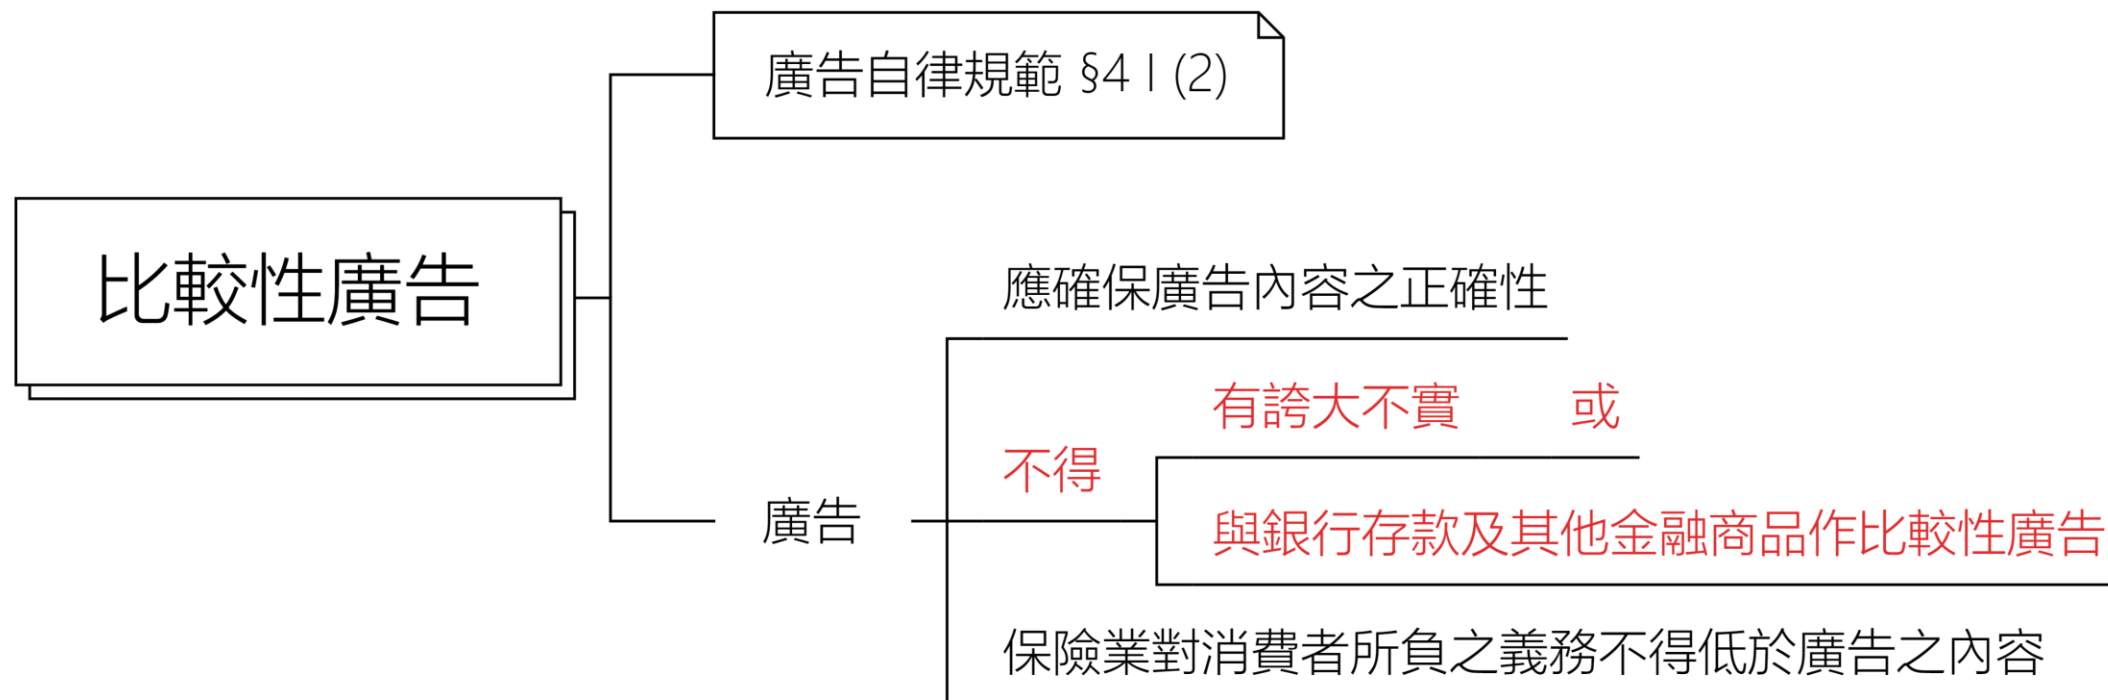 廣告自律規範 §4 I (2)
比較性廣告
應確保廣告內容之正確性
有誇大不實 或
不得
廣告
與銀行存款及其他金融商品作比較性廣告
保險業對消費者所負之義務不得低於廣告之內容